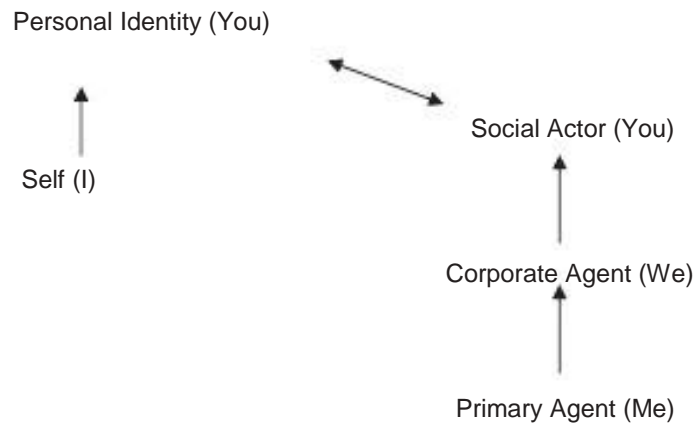 Personal Identity (You)
Social Actor (You)
Self (I)
Corporate Agent (We)
Primary Agent (Me)